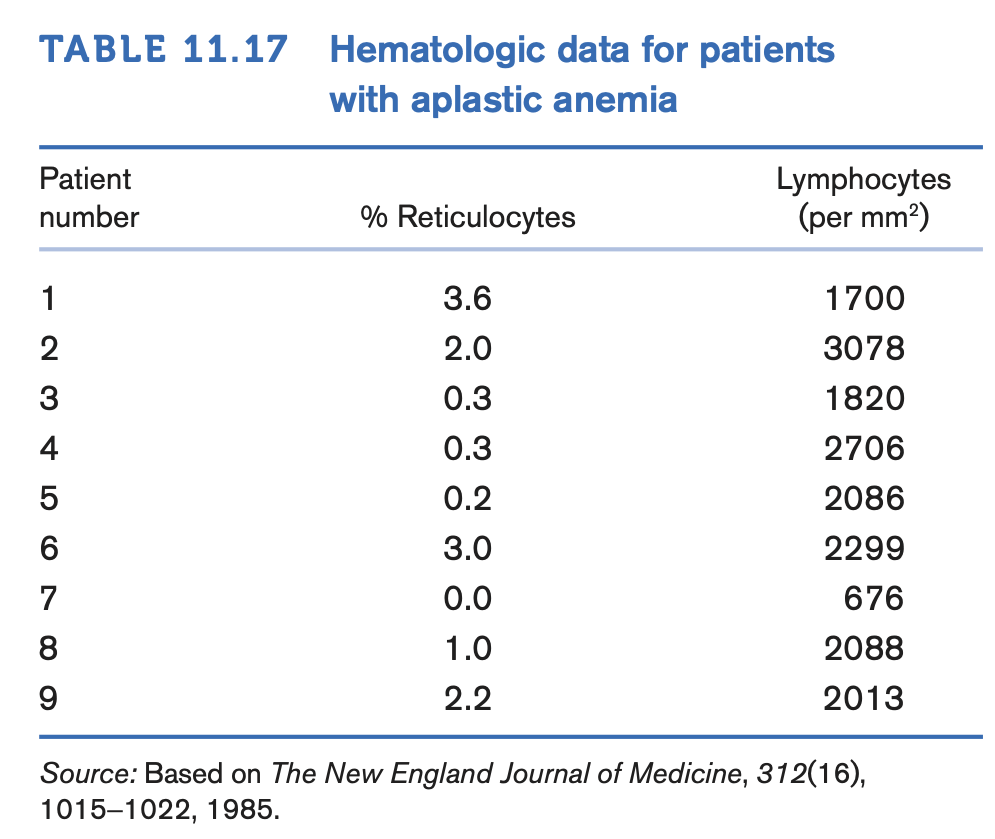 TABLE 11.17 Hematologic data for patients
with aplastic anemia
Patient
number % Reticulocytes Lymphocytes
(per mm²)
1 3.6 1700
2 2.0 3078
3 0.3 1820
4 0.3 2706
5 0.2 2086
6 3.0 2299
7 0.0 676
8 1.0 2088
9 2.2 2013
Source: Based on The New England Journal of Medicine, 312(16),
1015–1022, 1985.